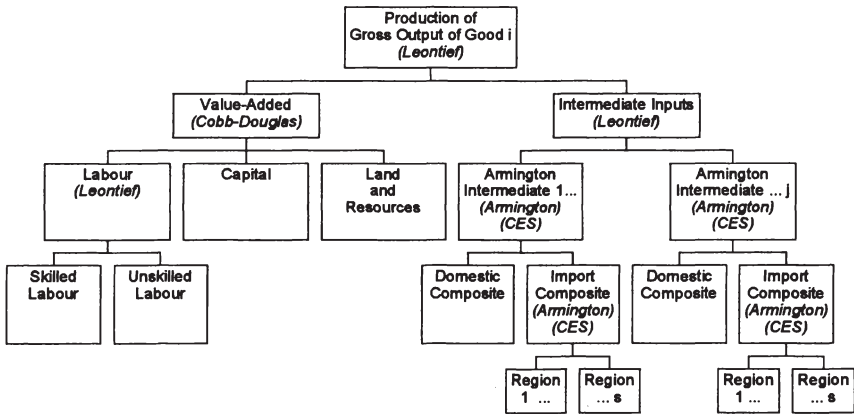 Production of
Gross Output of Good i
(Leontief)
Value-Added
(Cobb-Douglas)
Intermediate Inputs
(Leontief)
Labour
(Leontief)
Capital
Land
and
Resources
Armington
Intermediate 1...
(Armington)
(CES)
Armington
Intermediate ... j
(Armington)
(CES)
Skilled
Labour
Unskilled
Labour
Domestic
Composite
Import
Composite
(Armington)
(CES)
Domestic
Composite
Import
Composite
(Armington)
(CES)
Region
1 ...
Region
... s
Region
1 ...
Region
... s